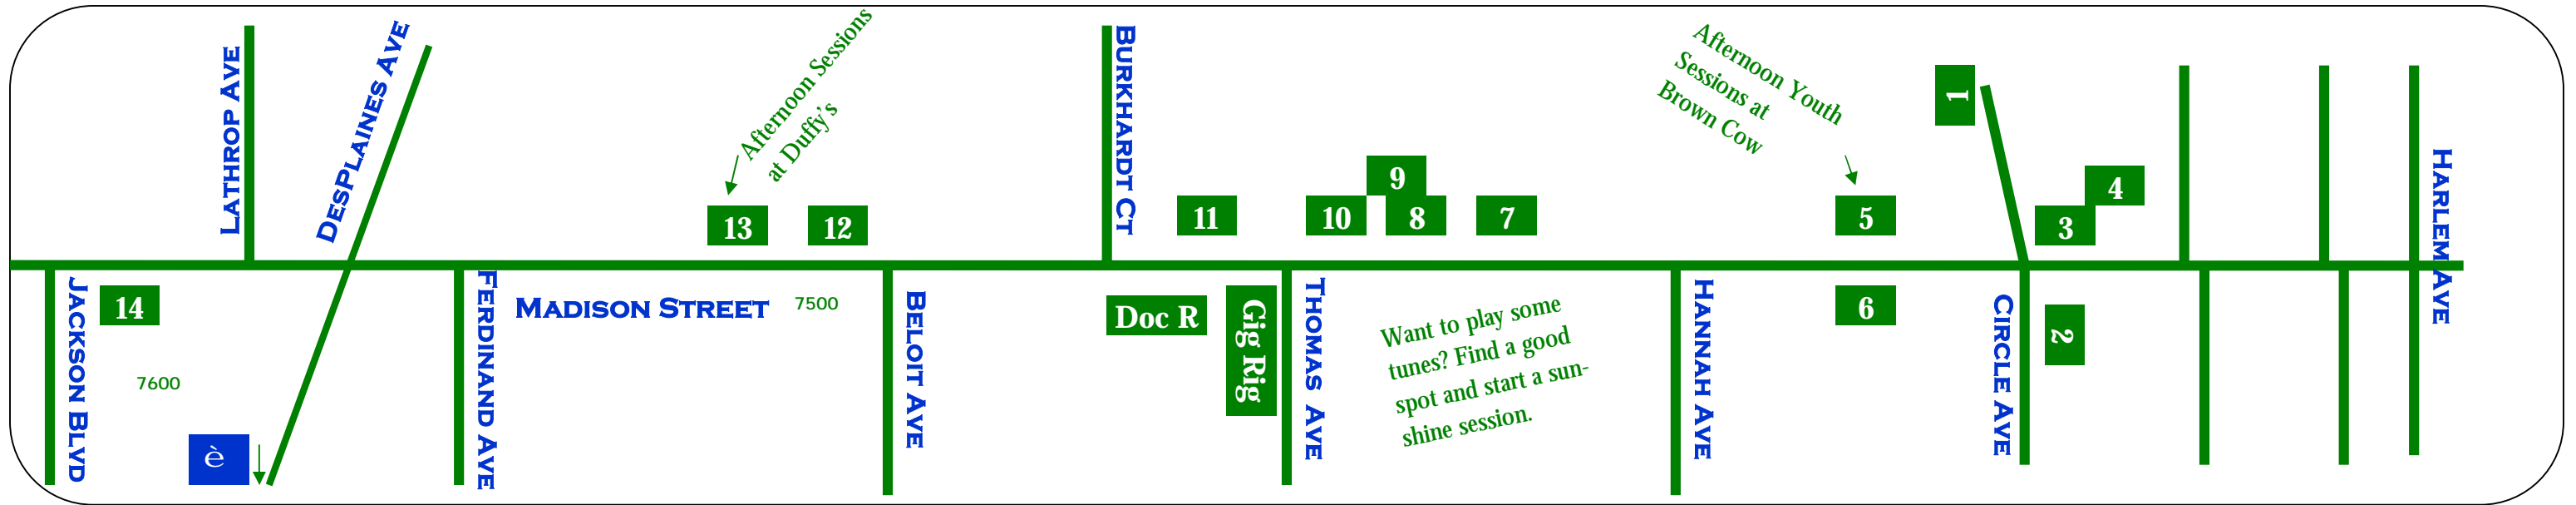 LATHROP AVE
DESPLAINES AVE
Afternoon Sessions
at Duffy's
BURKHARDT CT
Afternoon Youth
Sessions at
Brown Cow
1
HARLEM AVE
13
12
11
10
9
8
7
5
3
4
JACKSON BLVD
14
7600
è
FERDINAND AVE
MADISON STREET
7500
BELOIT AVE
Doc R
Gig Rig
THOMAS AVE
Want to play some
tunes? Find a good
spot and start a sun-
shine session.
HANNAH AVE
6
CIRCLE AVE
2